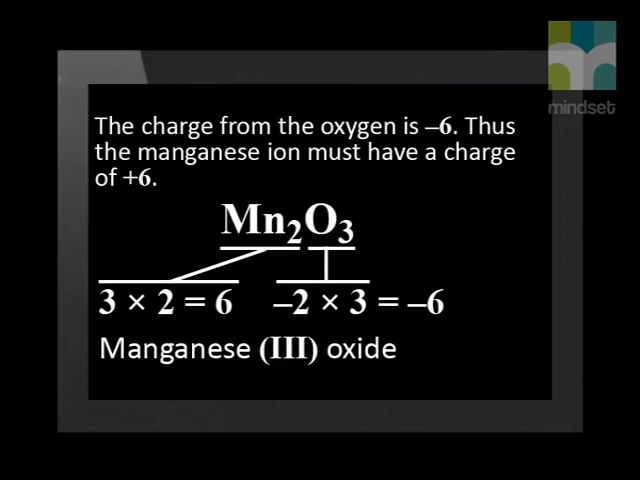 mindset
The charge from the oxygen is –6. Thus
the manganese ion must have a charge
of +6.
Mn₂O₃
3 × 2 = 6 –2 × 3 = –6
Manganese (III) oxide